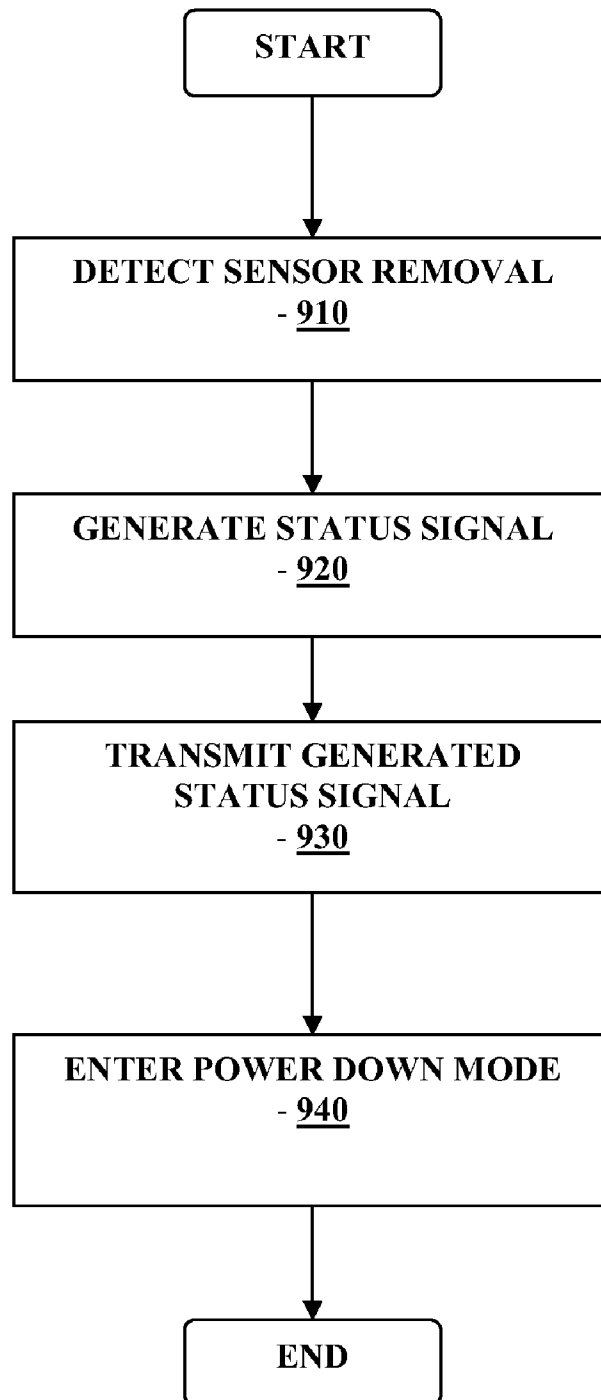 START
DETECT SENSOR REMOVAL
- 910
GENERATE STATUS SIGNAL
- 920
TRANSMIT GENERATED
STATUS SIGNAL
- 930
ENTER POWER DOWN MODE
- 940
END